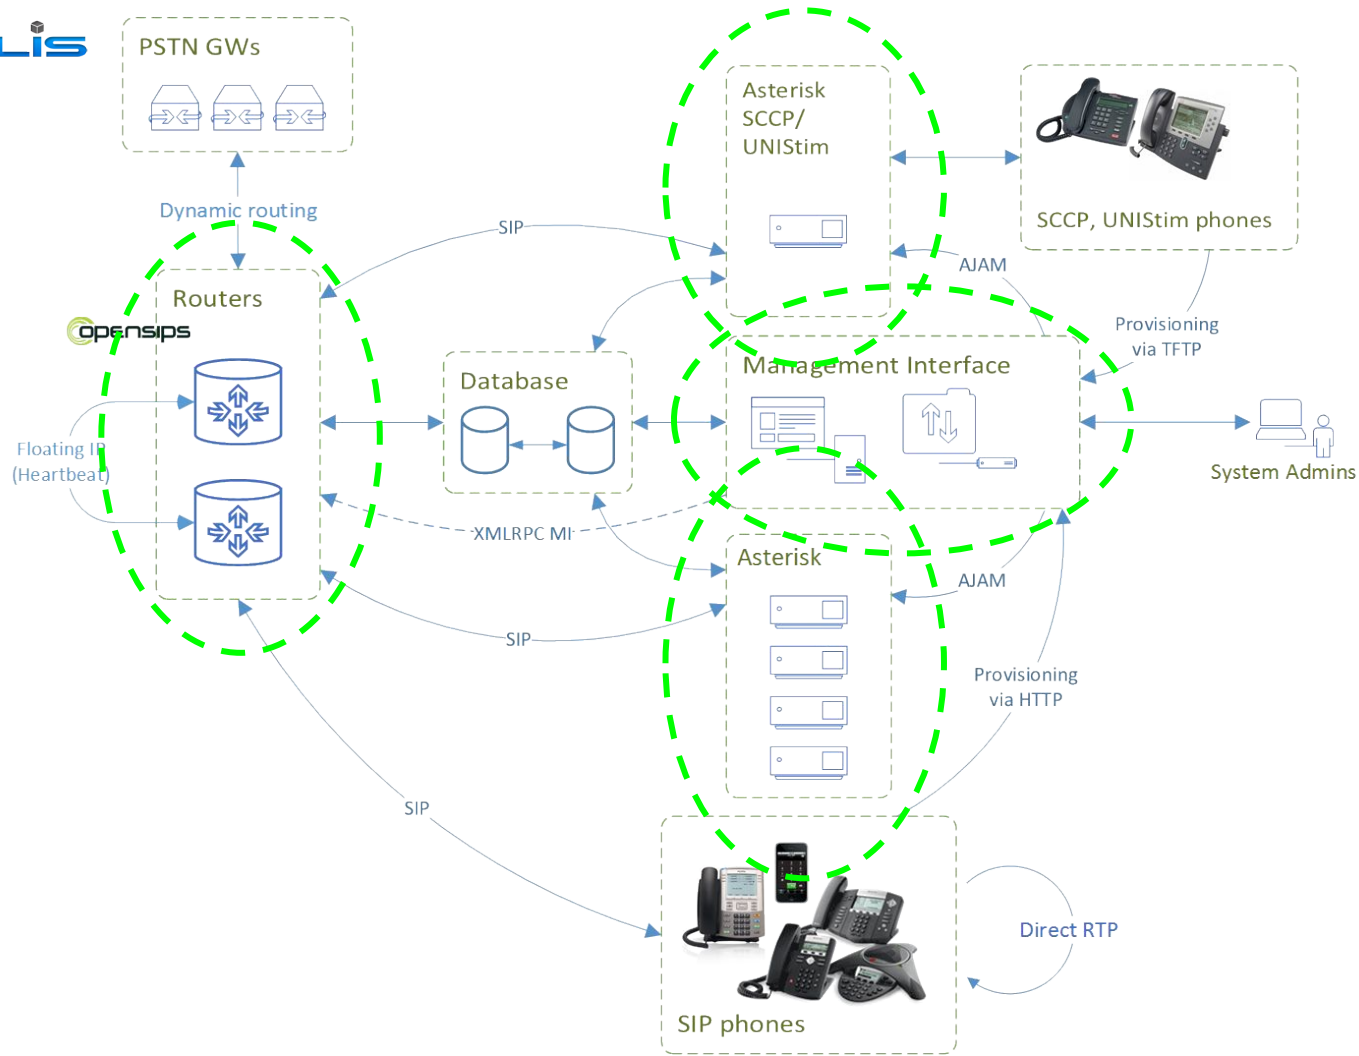 LIS
PSTN GWs
Dynamic routing
Routers
opensips
Floating IP
(Heartbeat)
SIP
Asterisk
SCCP/
UNIStim
SCCP, UNIStim phones
AJAM
Provisioning
via TFTP
Database
Management Interface
System Admins
XMLRPC MI
Asterisk
AJAM
SIP
Provisioning
via HTTP
SIP
Direct RTP
SIP phones